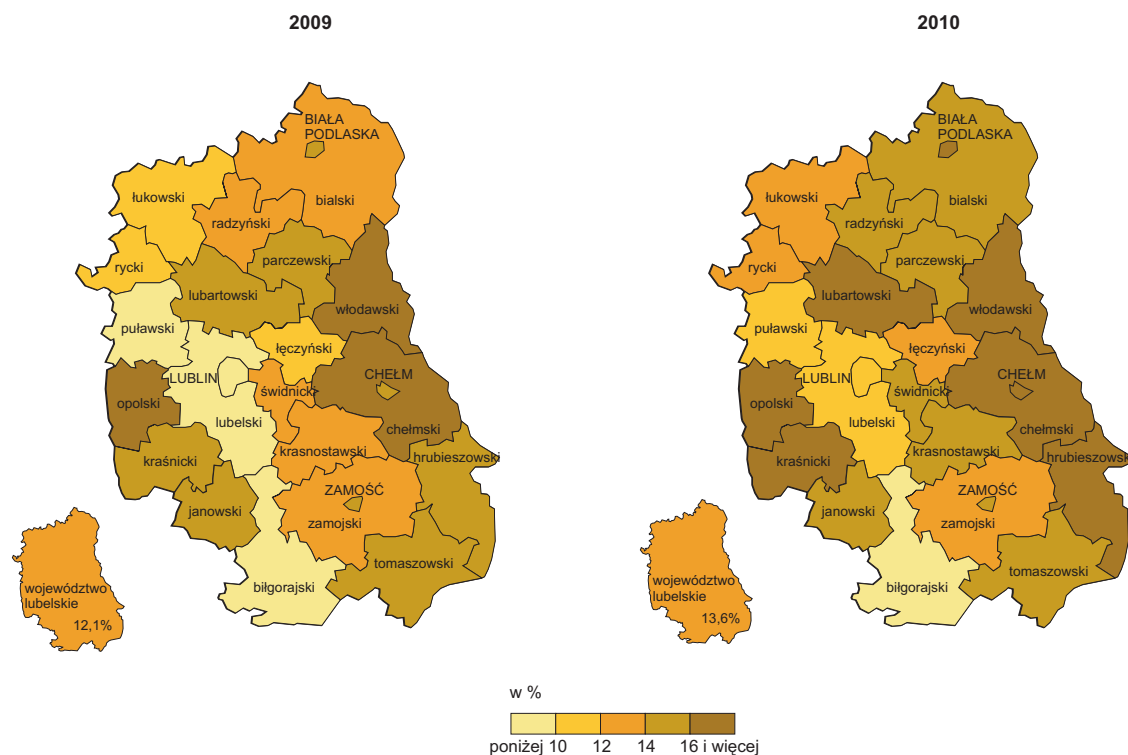 2009
BIAŁA
PODLASKA
łukowski
bialski
radzyński
rycki
parczewski
lubartowski
włodawski
puławski
łęczyński
LUBLIN
CHEŁM
świdnicki
opolski
lubelski
chełmski
krasnostawski
hrubieszowski
kraśnicki
ZAMOŚĆ
janowski
zamojski
tomaszowski
biłgorajski
województwo
lubelskie
12,1%
2010
BIAŁA
PODLASKA
łukowski
bialski
radzyński
rycki
parczewski
lubartowski
włodawski
puławski
łęczyński
LUBLIN
CHEŁM
świdnicki
opolski
lubelski
chełmski
krasnostawski
hrubieszowski
kraśnicki
ZAMOŚĆ
janowski
zamojski
tomaszowski
biłgorajski
województwo
lubelskie
13,6%
w %
poniżej 10 12 14 16 i więcej